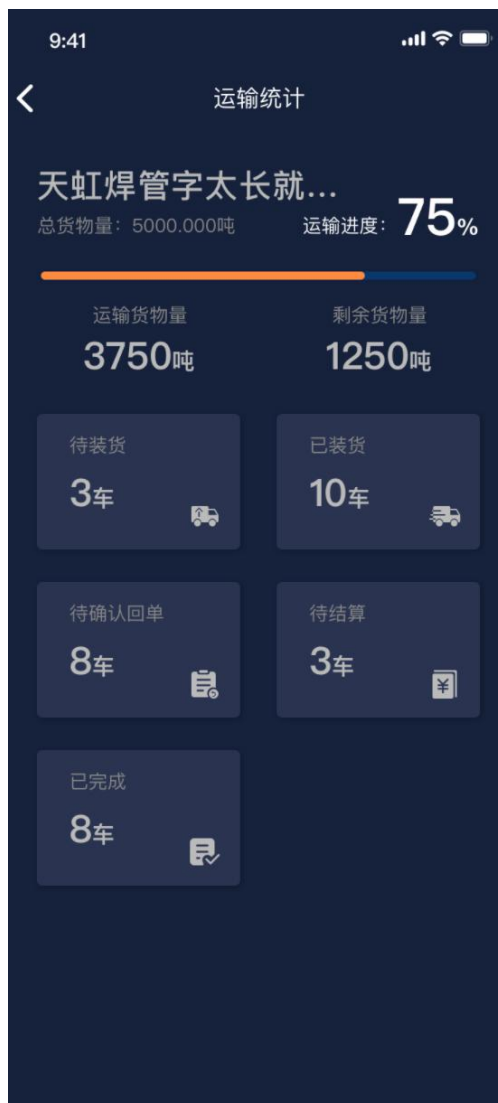 9:41
运输统计
天虹焊管字太长就...
总货物量：5000.000吨
运输进度：75%
运输货物量
剩余货物量
3750吨
1250吨
待装货
已装货
3车
10车
待确认回单
待结算
8车
3车
¥
已完成
8车